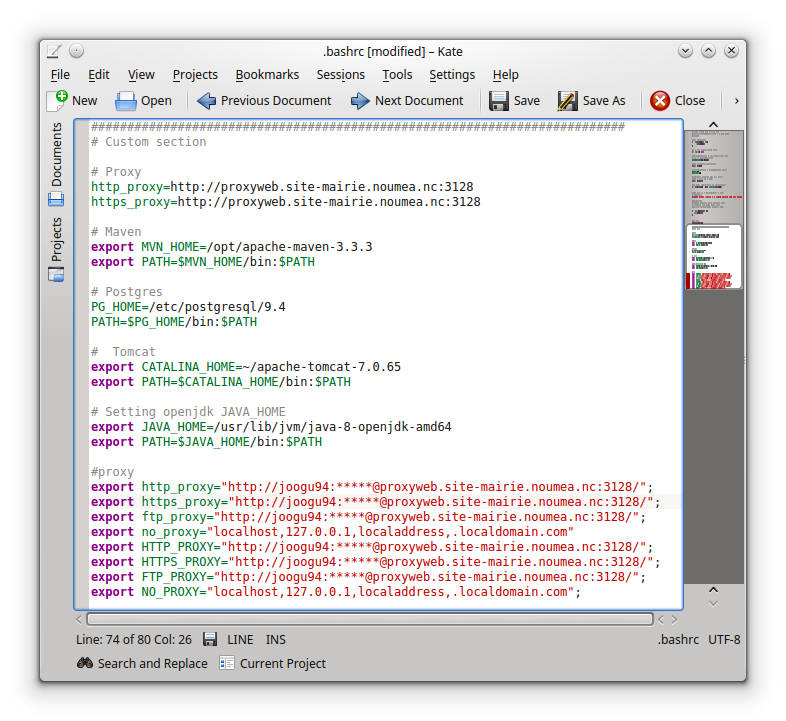 .bashrc [modified] – Kate
File Edit View Projects Bookmarks Sessions Tools Settings Help
New Open Previous Document Next Document Save Save As Close
Documents
Projects
##########################################################################
# Custom section
# Proxy
http_proxy=http://proxyweb.site-mairie.noumea.nc:3128
https_proxy=http://proxyweb.site-mairie.noumea.nc:3128
# Maven
export MVN_HOME=/opt/apache-maven-3.3.3
export PATH=$MVN_HOME/bin:$PATH
# Postgres
PG_HOME=/etc/postgresql/9.4
PATH=$PG_HOME/bin:$PATH
#  Tomcat
export CATALINA_HOME=~/apache-tomcat-7.0.65
export PATH=$CATALINA_HOME/bin:$PATH
# Setting openjdk JAVA_HOME
export JAVA_HOME=/usr/lib/jvm/java-8-openjdk-amd64
export PATH=$JAVA_HOME/bin:$PATH
#proxy
export http_proxy="http://joogu94:*****@proxyweb.site-mairie.noumea.nc:3128/";
export https_proxy="http://joogu94:*****@proxyweb.site-mairie.noumea.nc:3128/";
export ftp_proxy="http://joogu94:*****@proxyweb.site-mairie.noumea.nc:3128/";
export no_proxy="localhost,127.0.0.1,localaddress,.localdomain.com"
export HTTP_PROXY="http://joogu94:*****@proxyweb.site-mairie.noumea.nc:3128/";
export HTTPS_PROXY="http://joogu94:*****@proxyweb.site-mairie.noumea.nc:3128/";
export FTP_PROXY="http://joogu94:*****@proxyweb.site-mairie.noumea.nc:3128/";
export NO_PROXY="localhost,127.0.0.1,localaddress,.localdomain.com";
Line: 74 of 80 Col: 26 LINE INS .bashrc UTF-8
Search and Replace Current Project